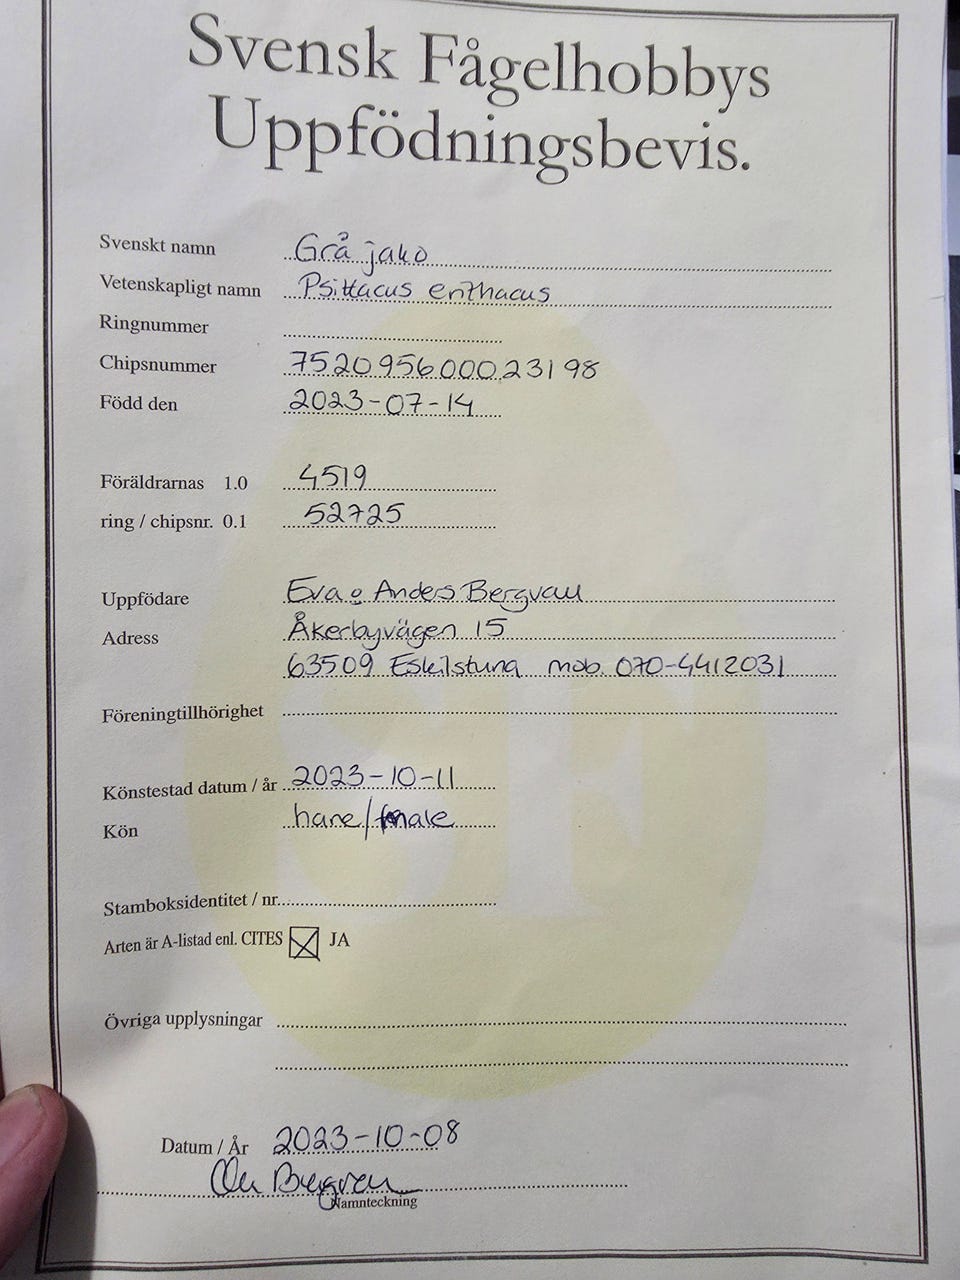 Svensk Fågelhobbys
Uppfödningsbevis.
Svenskt namn Grå jako
Vetenskapligt namn Psittacus erithacus
Ringnummer
Chipsnummer 752095600023198
Född den 2023-07-14
Föräldrarnas 1.0 4519
ring / chipsnr. 0.1 52725
Uppfödare Eva o Anders Bergvall
Adress Åkerbyvägen 15
63509 Eskilstuna mob. 070-4412031
Föreningtillhörighet
Könstestad datum / år 2023-10-11
Kön hane/male
Stamboksidentitet / nr.
Arten är A-listad enl. CITES JA
Övriga upplysningar
Datum / År 2023-10-08
Namnteckning
SF